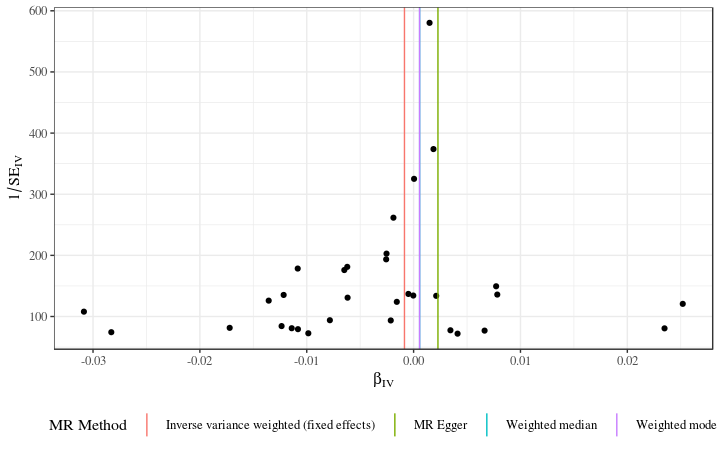 600
500
400
300
200
100
1/SE_IV
-0.03 -0.02 -0.01 0.00 0.01 0.02
β_IV
MR Method Inverse variance weighted (fixed effects) MR Egger Weighted median Weighted mode